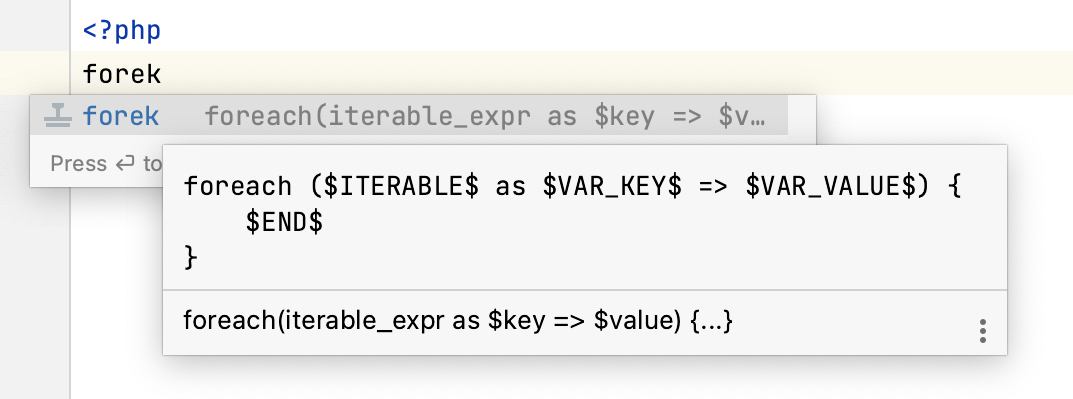 <?php
forek
forek foreach(iterable_expr as $key => $v…
Press ⏎ to
foreach ($ITERABLE$ as $VAR_KEY$ => $VAR_VALUE$) {
    $END$
}
foreach(iterable_expr as $key => $value) {...}